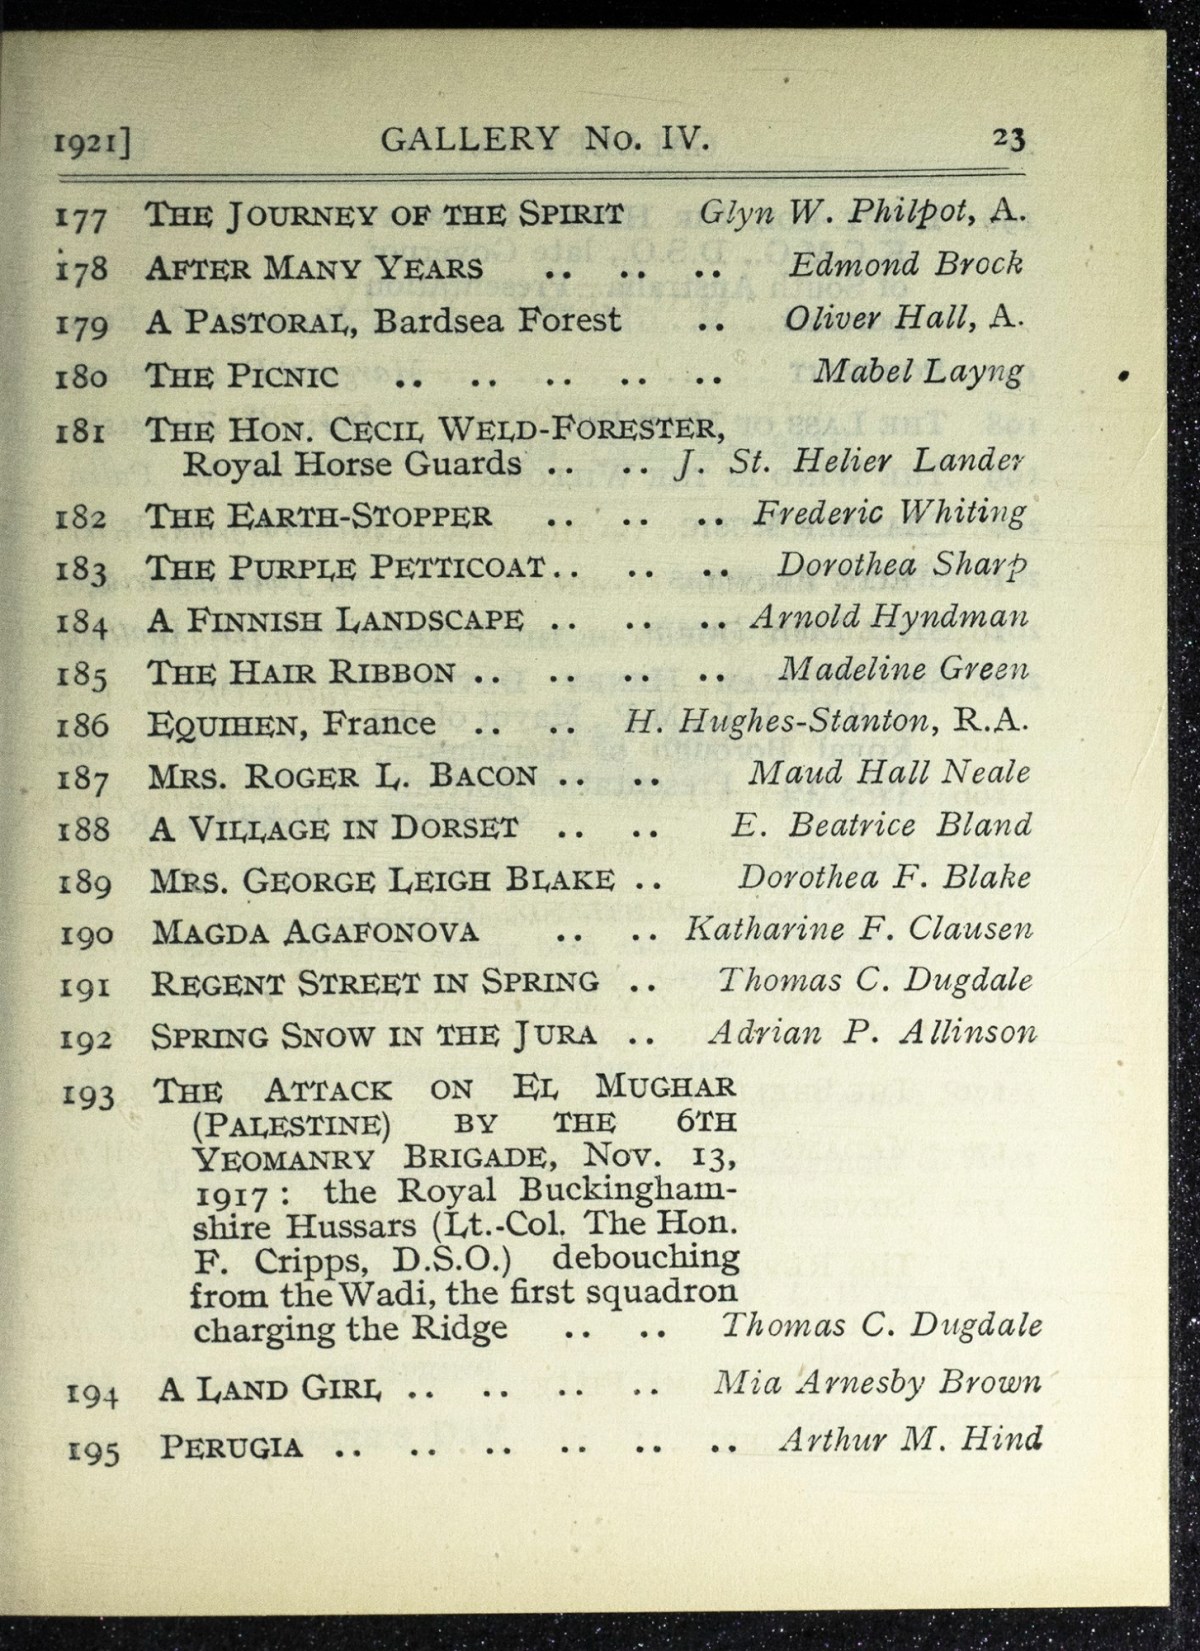 1921] GALLERY No. IV. 23
177 THE JOURNEY OF THE SPIRIT Glyn W. Philpot, A.
178 AFTER MANY YEARS .. .. .. Edmond Brock
179 A PASTORAL, Bardsea Forest .. Oliver Hall, A.
180 THE PICNIC .. .. .. .. .. Mabel Layng
181 THE HON. CECIL WELD-FORESTER,
Royal Horse Guards .. .. J. St. Helier Lander
182 THE EARTH-STOPPER .. .. .. Frederic Whiting
183 THE PURPLE PETTICOAT .. .. .. Dorothea Sharp
184 A FINNISH LANDSCAPE .. .. .. Arnold Hyndman
185 THE HAIR RIBBON .. .. .. .. Madeline Green
186 EQUIHEN, France .. .. H. Hughes-Stanton, R.A.
187 MRS. ROGER L. BACON .. .. Maud Hall Neale
188 A VILLAGE IN DORSET .. .. E. Beatrice Bland
189 MRS. GEORGE LEIGH BLAKE .. Dorothea F. Blake
190 MAGDA AGAFONOVA .. .. Katharine F. Clausen
191 REGENT STREET IN SPRING .. Thomas C. Dugdale
192 SPRING SNOW IN THE JURA .. Adrian P. Allinson
193 THE ATTACK ON EL MUGHAR
(PALESTINE) BY THE 6TH
YEOMANRY BRIGADE, NOV. 13,
1917 : the Royal Buckingham-
shire Hussars (Lt.-Col. The Hon.
F. Cripps, D.S.O.) debouching
from the Wadi, the first squadron
charging the Ridge .. .. Thomas C. Dugdale
194 A LAND GIRL .. .. .. .. Mia Arnesby Brown
195 PERUGIA .. .. .. .. .. .. Arthur M. Hind